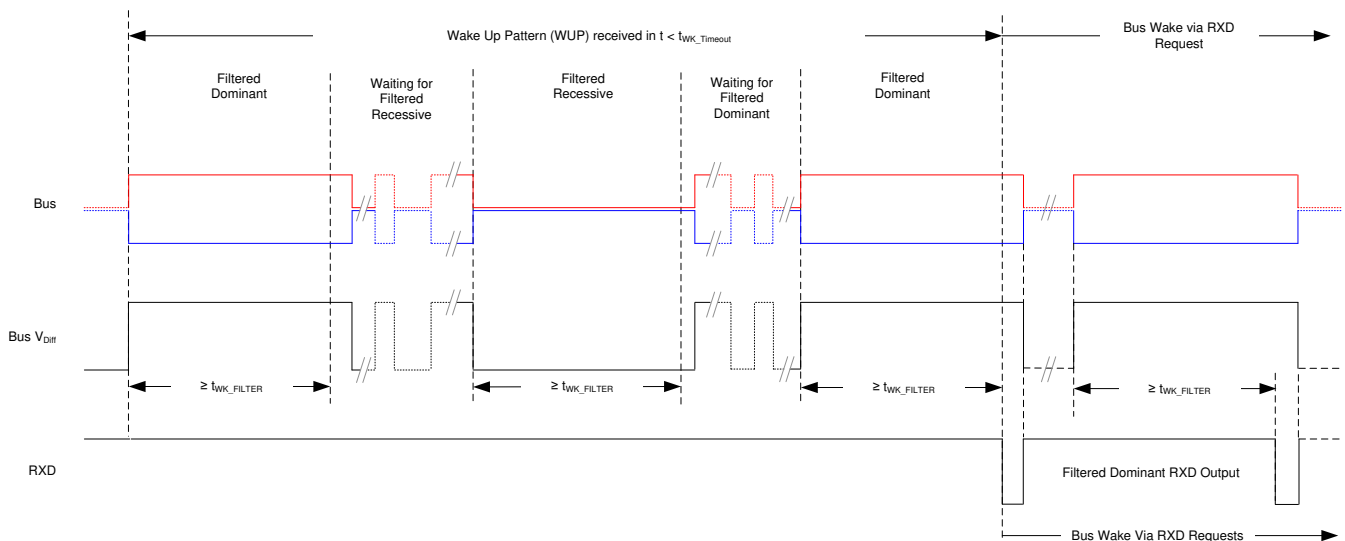 Wake Up Pattern (WUP) received in t < tWK_Timeout
Bus Wake via RXD
Request
Filtered
Dominant
Waiting for
Filtered
Recessive
Filtered
Recessive
Waiting for
Filtered
Dominant
Filtered
Dominant
Bus
Bus VDiff
≥ tWK_FILTER
≥ tWK_FILTER
≥ tWK_FILTER
≥ tWK_FILTER
RXD
Filtered Dominant RXD Output
Bus Wake Via RXD Requests